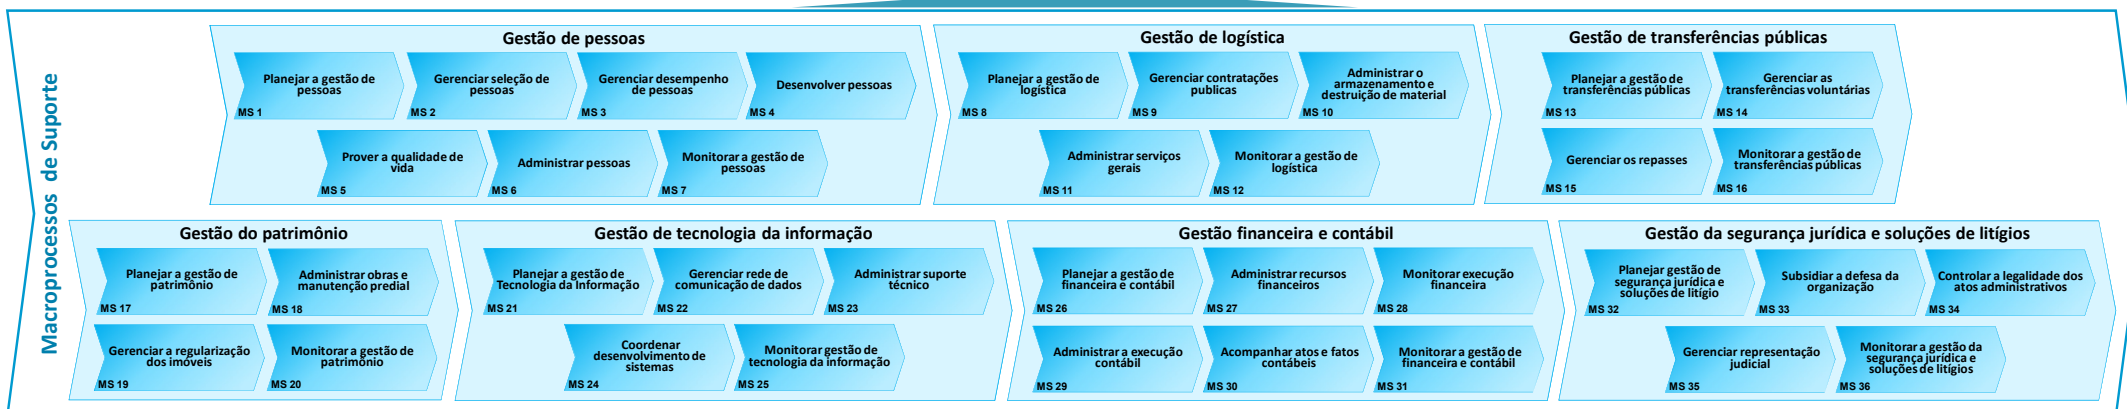 Macroprocessos de Suporte
Gestão de pessoas
Planejar a gestão de
pessoas
MS 1
Gerenciar seleção de
pessoas
MS 2
Gerenciar desempenho
de pessoas
MS 3
Desenvolver pessoas
MS 4
Prover a qualidade de
vida
MS 5
Administrar pessoas
MS 6
Monitorar a gestão de
pessoas
MS 7
Gestão de logística
Planejar a gestão de
logística
MS 8
Gerenciar contratações
publicas
MS 9
Administrar o
armazenamento e
destruição de material
MS 10
Administrar serviços
gerais
MS 11
Monitorar a gestão de
logística
MS 12
Gestão de transferências públicas
Planejar a gestão de
transferências públicas
MS 13
Gerenciar as
transferências voluntárias
MS 14
Gerenciar os repasses
MS 15
Monitorar a gestão de
transferências públicas
MS 16
Gestão do patrimônio
Planejar a gestão de
patrimônio
MS 17
Administrar obras e
manutenção predial
MS 18
Gerenciar a regularização
dos imóveis
MS 19
Monitorar a gestão de
patrimônio
MS 20
Gestão de tecnologia da informação
Planejar a gestão de
Tecnologia da Informação
MS 21
Gerenciar rede de
comunicação de dados
MS 22
Administrar suporte
técnico
MS 23
Coordenar
desenvolvimento de
sistemas
MS 24
Monitorar gestão de
tecnologia da informação
MS 25
Gestão financeira e contábil
Planejar a gestão de
financeira e contábil
MS 26
Administrar recursos
financeiros
MS 27
Monitorar execução
financeira
MS 28
Administrar a execução
contábil
MS 29
Acompanhar atos e fatos
contábeis
MS 30
Monitorar a gestão de
financeira e contábil
MS 31
Gestão da segurança jurídica e soluções de litígios
Planejar gestão de
segurança jurídica e
soluções de litígio
MS 32
Subsidiar a defesa da
organização
MS 33
Controlar a legalidade dos
atos administrativos
MS 34
Gerenciar representação
judicial
MS 35
Monitorar a gestão da
segurança jurídica e
soluções de litígios
MS 36